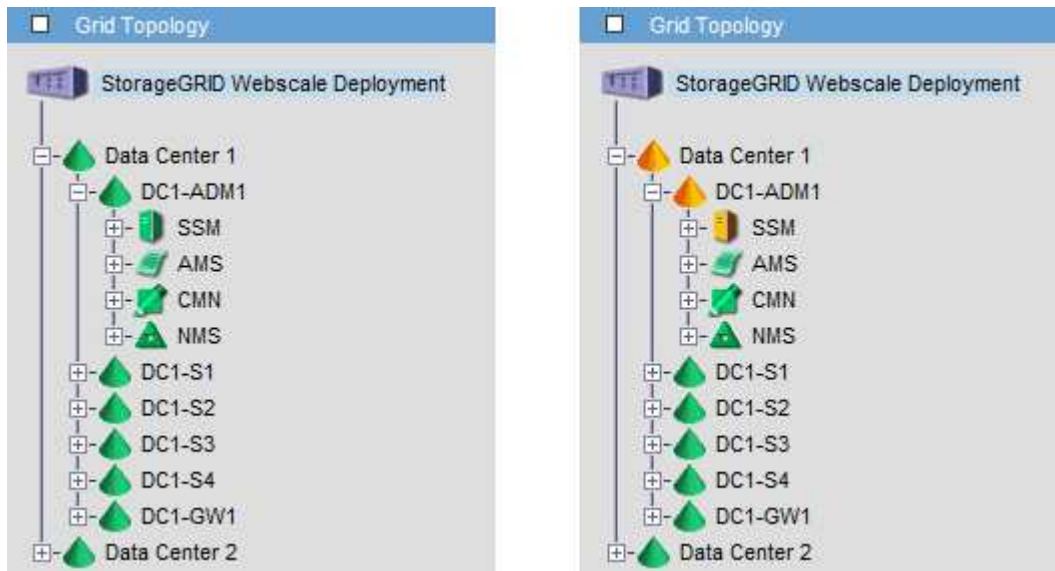 Grid Topology
StorageGRID Webscale Deployment
Data Center 1
DC1-ADM1
SSM
AMS
CMN
NMS
DC1-S1
DC1-S2
DC1-S3
DC1-S4
DC1-GW1
Data Center 2
Grid Topology
StorageGRID Webscale Deployment
Data Center 1
DC1-ADM1
SSM
AMS
CMN
NMS
DC1-S1
DC1-S2
DC1-S3
DC1-S4
DC1-GW1
Data Center 2